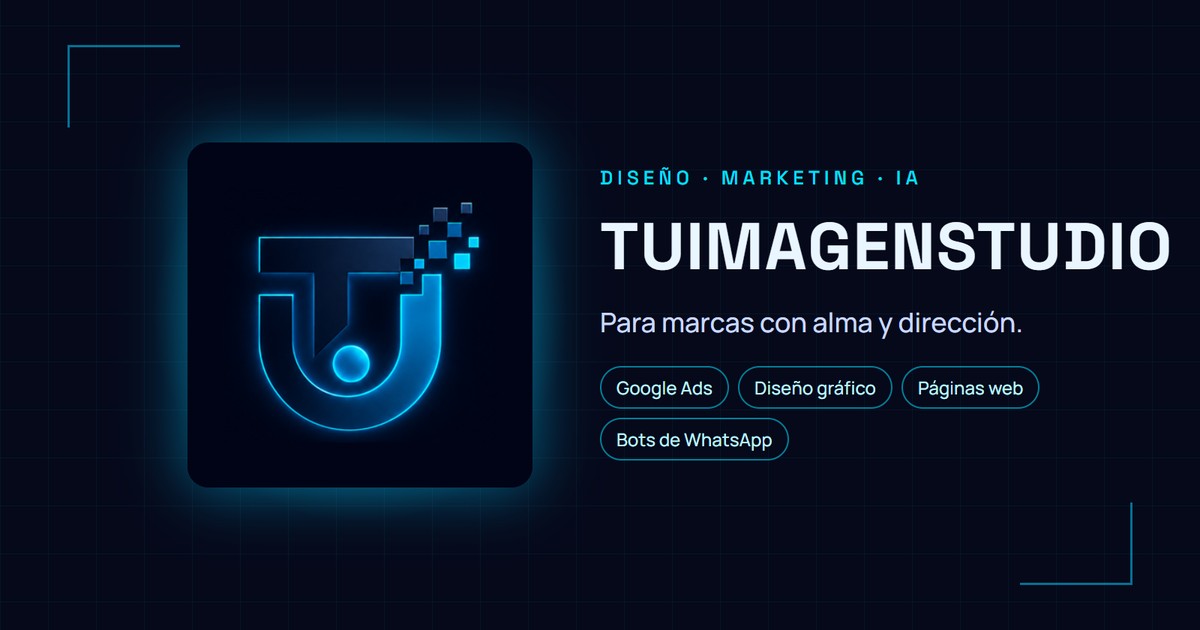 DISEÑO · MARKETING · IA
TUIMAGENSTUDIO
Para marcas con alma y dirección.
Google Ads
Diseño gráfico
Páginas web
Bots de WhatsApp